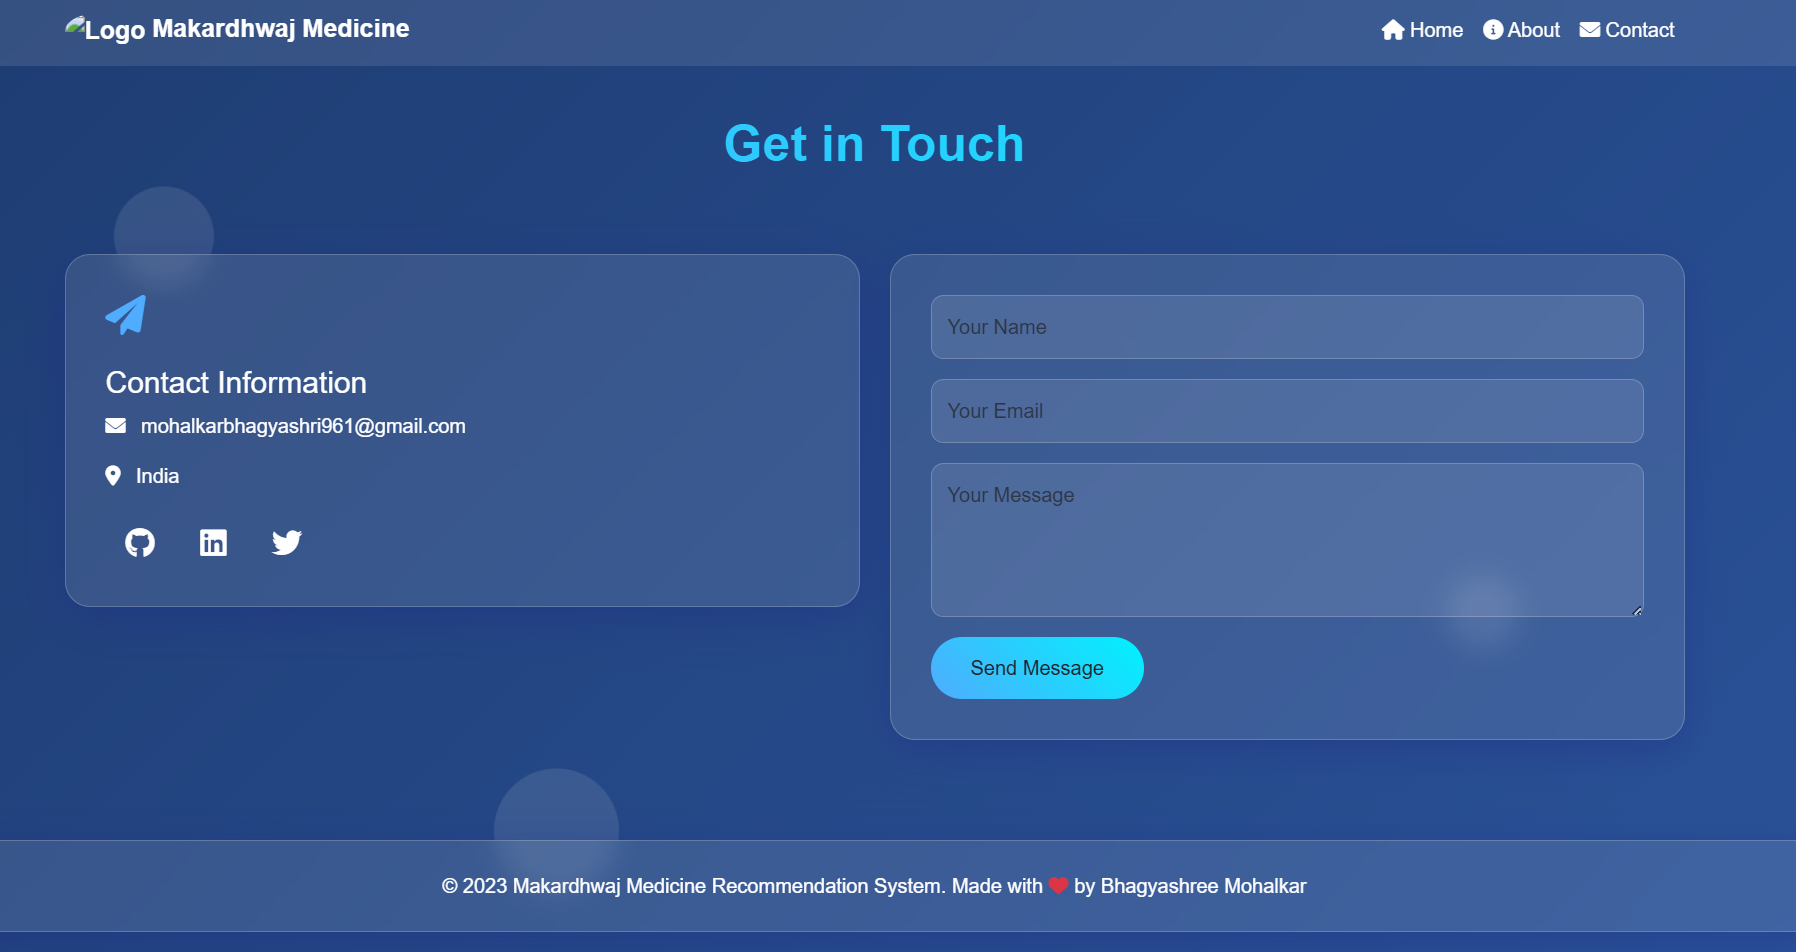 Logo Makardhwaj Medicine
Home About Contact
Get in Touch
Contact Information
mohalkarbhagyashri961@gmail.com
India
Your Name
Your Email
Your Message
Send Message
© 2023 Makardhwaj Medicine Recommendation System. Made with ❤ by Bhagyashree Mohalkar